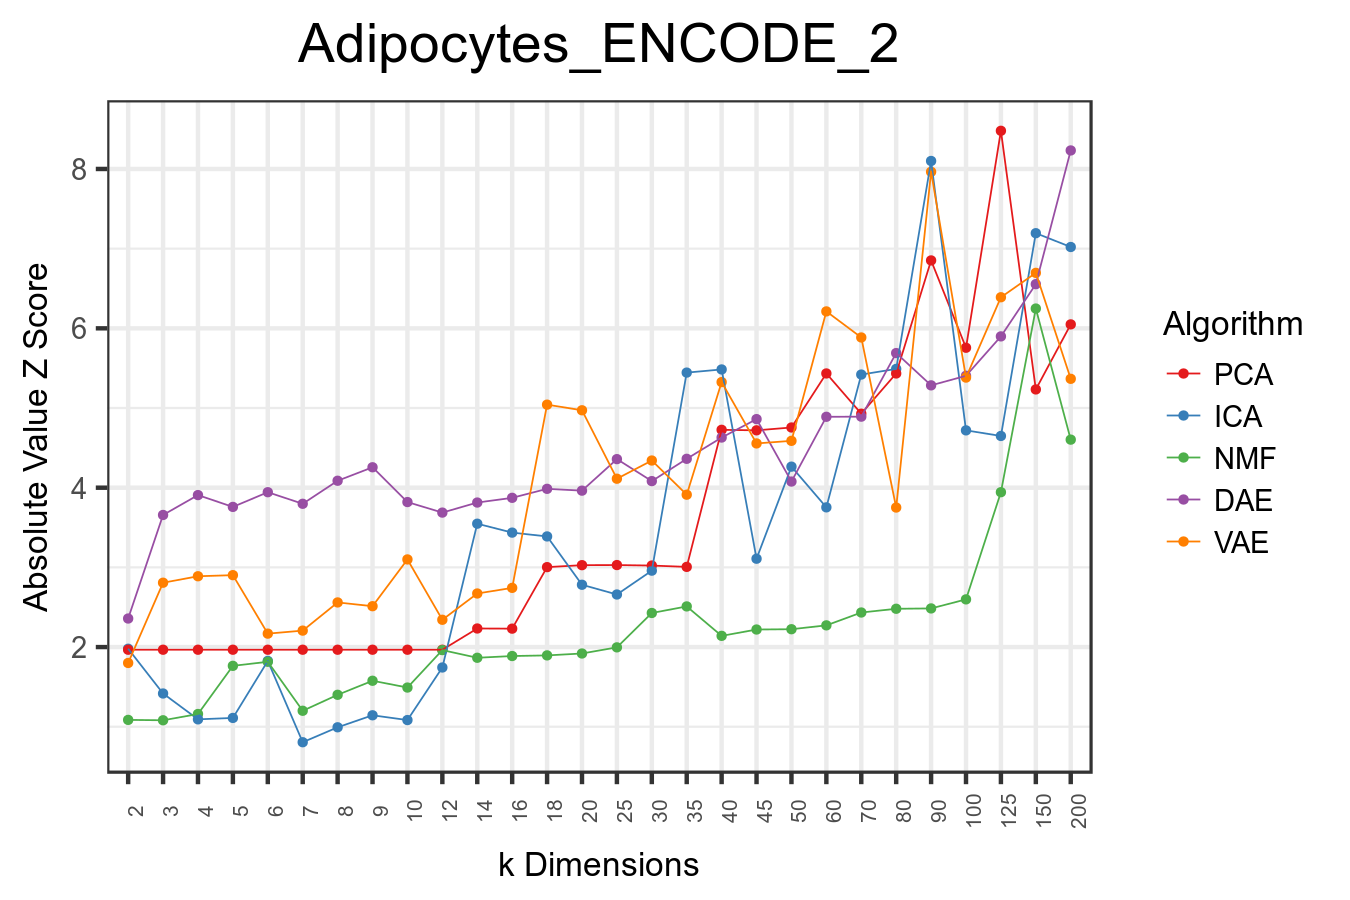 Adipocytes_ENCODE_2
Absolute Value Z Score
8
6
4
2
2 3 4 5 6 7 8 9 10 12 14 16 18 20 25 30 35 40 45 50 60 70 80 90 100 125 150 200
k Dimensions
Algorithm
PCA
ICA
NMF
DAE
VAE